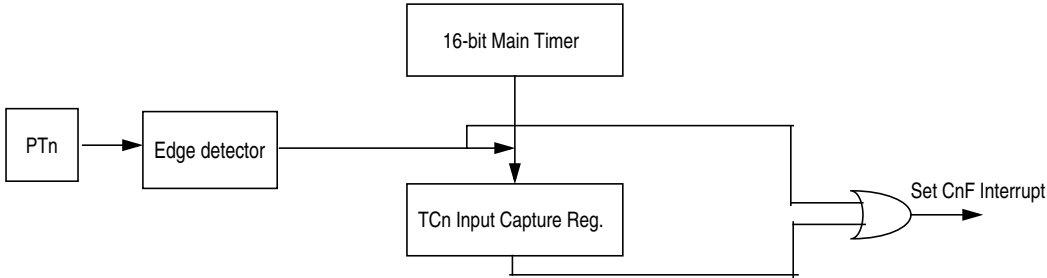 16-bit Main Timer
PTn
Edge detector
TCn Input Capture Reg.
Set CnF Interrupt